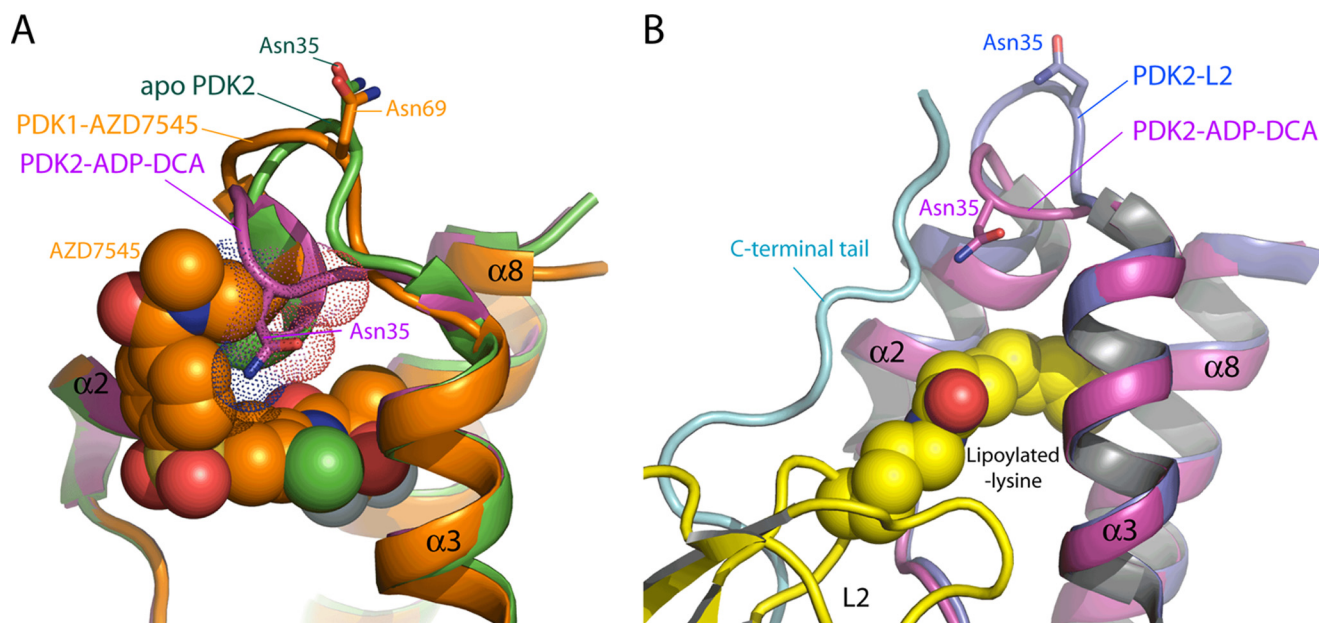 A
Asn35
apo PDK2
Asn69
PDK1-AZD7545
PDK2-ADP-DCA
AZD7545
α8
Asn35
α2
α3
B
Asn35
PDK2-L2
PDK2-ADP-DCA
Asn35
C-terminal tail
α2
α8
Lipoylated
-lysine
α3
L2